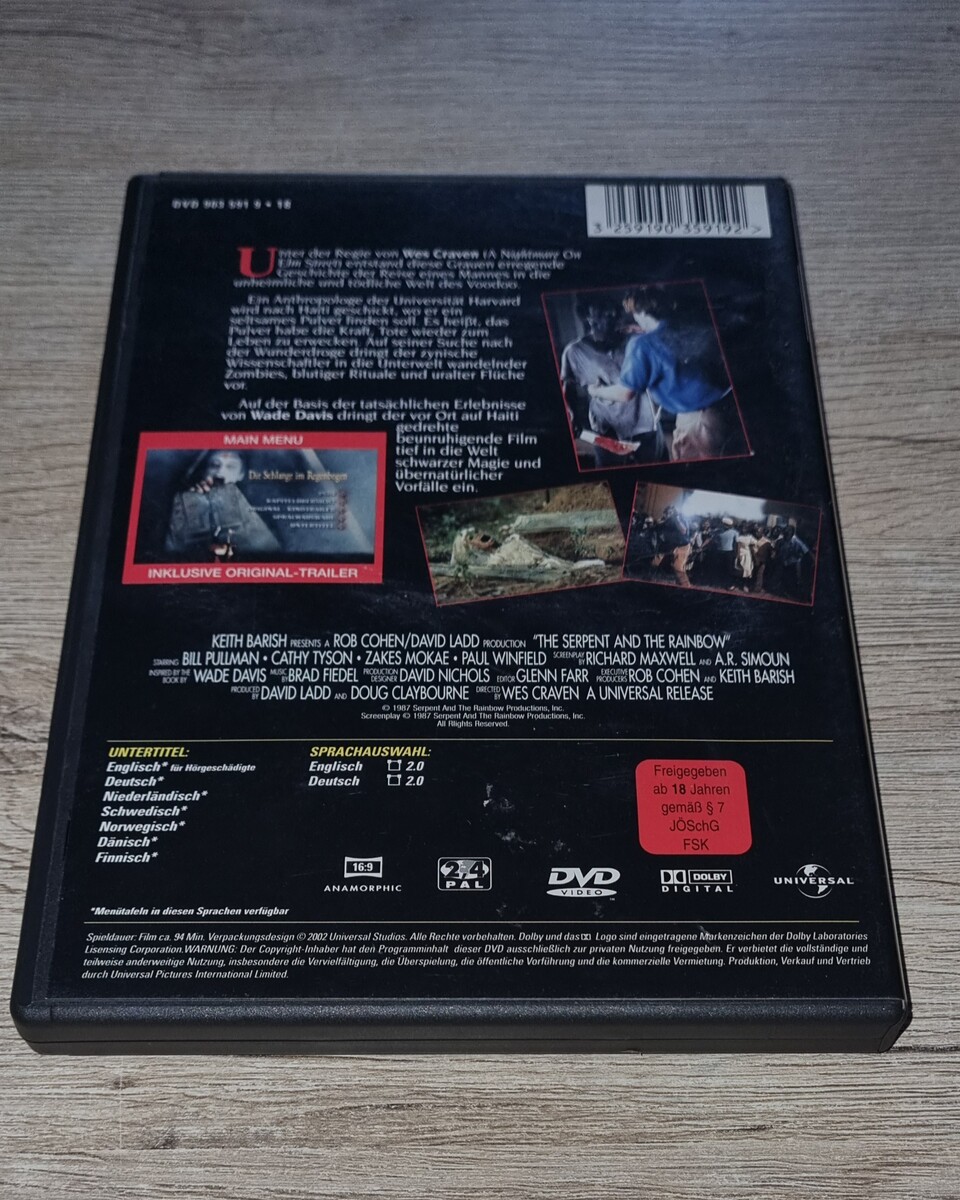 DVD 903 591 9 • 18
3 259190 359192 >
Unter der Regie von Wes Craven (A Nightmare On
Elm Street) entstand diese Grauen erregende
Geschichte der Reise eines Mannes in die
unheimliche und tödliche Welt des Voodoo.
Ein Anthropologe der Universität Harvard
wird nach Haiti geschickt, wo er ein
seltsames Pulver finden soll. Es heißt, das
Pulver habe die Kraft, Tote wieder zum
Leben zu erwecken. Auf seiner Suche nach
der Wunderdroge dringt der zynische
Wissenschaftler in die Unterwelt wandelnder
Zombies, blutiger Rituale und uralter Flüche
vor.
Auf der Basis der tatsächlichen Erlebnisse
von Wade Davis dringt der vor Ort auf Haiti
gedrehte
beunruhigende Film
tief in die Welt
schwarzer Magie und
übernatürlicher
Vorfälle ein.
MAIN MENU
Die Schlange im Regenbogen
INKLUSIVE ORIGINAL-TRAILER
KEITH BARISH PRESENTS A ROB COHEN/DAVID LADD PRODUCTION "THE SERPENT AND THE RAINBOW"
STARRING BILL PULLMAN • CATHY TYSON • ZAKES MOKAE • PAUL WINFIELD SCREENPLAY BY RICHARD MAXWELL AND A.R. SIMOUN
INSPIRED BY THE BOOK BY WADE DAVIS MUSIC BY BRAD FIEDEL PRODUCTION DESIGNER DAVID NICHOLS EDITOR GLENN FARR EXECUTIVE PRODUCERS ROB COHEN AND KEITH BARISH
PRODUCED BY DAVID LADD AND DOUG CLAYBOURNE DIRECTED BY WES CRAVEN A UNIVERSAL RELEASE
© 1987 Serpent And The Rainbow Productions, Inc.
Screenplay © 1987 Serpent And The Rainbow Productions, Inc.
All Rights Reserved.
UNTERTITEL:
Englisch* für Hörgeschädigte
Deutsch*
Niederländisch*
Schwedisch*
Norwegisch*
Dänisch*
Finnisch*
SPRACHAUSWAHL:
Englisch 2.0
Deutsch 2.0
Freigegeben
ab 18 Jahren
gemäß § 7
JÖSchG
FSK
16:9
ANAMORPHIC
2+4
PAL
DVD
VIDEO
DOLBY
DIGITAL
UNIVERSAL
*Menütafeln in diesen Sprachen verfügbar
Spieldauer: Film ca. 94 Min. Verpackungsdesign © 2002 Universal Studios. Alle Rechte vorbehalten. Dolby und das Logo sind eingetragene Markenzeichen der Dolby Laboratories
Lisensing Corporation.WARNUNG: Der Copyright-Inhaber hat den Programminhalt dieser DVD ausschließlich zur privaten Nutzung freigegeben. Er verbietet die vollständige und
teilweise anderweitige Nutzung, insbesondere die Vervielfältigung, die Überspielung, die öffentliche Vorführung und die kommerzielle Vermietung. Produktion, Verkauf und Vertrieb
durch Universal Pictures International Limited.